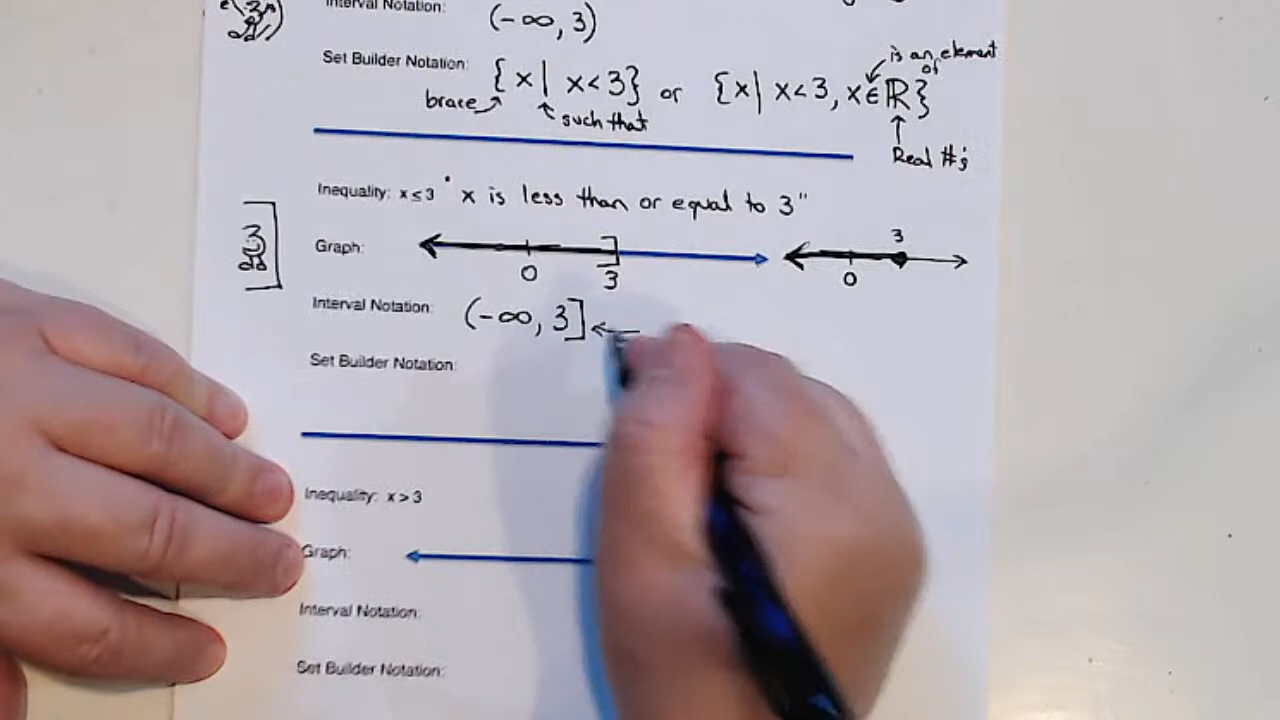 Interval Notation: (-∞, 3)
is an element of
Set Builder Notation: {x | x<3} or {x | x<3, x∈ℝ}
brace such that
Real #'s
Inequality: x ≤ 3 "x is less than or equal to 3"
3
Graph:
0 3 0
Interval Notation: (-∞, 3]
Set Builder Notation:
Inequality: x > 3
Graph:
Interval Notation:
Set Builder Notation: